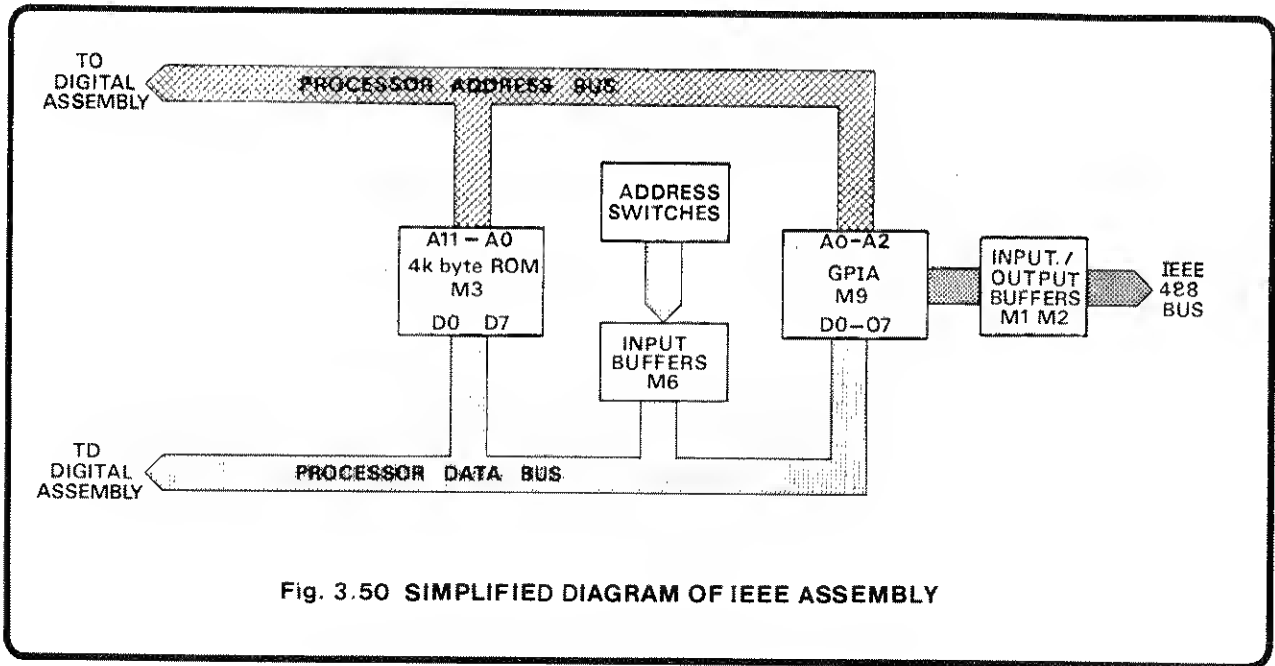 TO
DIGITAL
ASSEMBLY
PROCESSOR ADDRESS BUS
ADDRESS
SWITCHES
A11 – A0
4k byte ROM
M3
D0 D7
INPUT
BUFFERS
M6
A0–A2
GPIA
M9
D0–O7
INPUT./
OUTPUT
BUFFERS
M1 M2
IEEE
488
BUS
TD
DIGITAL
ASSEMBLY
PROCESSOR DATA BUS
Fig. 3.50 SIMPLIFIED DIAGRAM OF IEEE ASSEMBLY